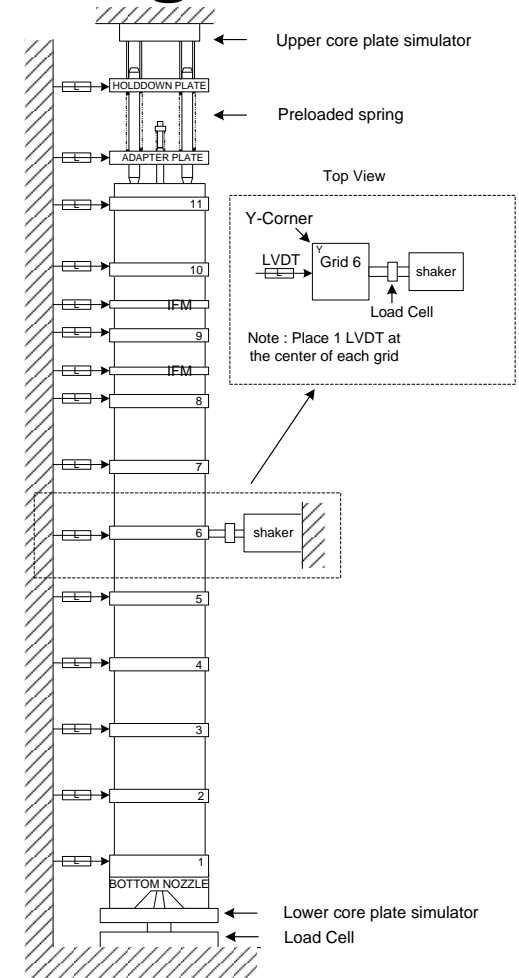 Upper core plate simulator
L
HOLDDOWN PLATE
Preloaded spring
L
ADAPTER PLATE
Top View
L
11
Y-Corner
Y
LVDT
L
Grid 6
shaker
Load Cell
Note : Place 1 LVDT at
the center of each grid
L
10
L
IFM
L
9
L
IFM
L
8
L
7
L
6
shaker
L
5
L
4
L
3
L
2
L
1
BOTTOM NOZZLE
Lower core plate simulator
Load Cell